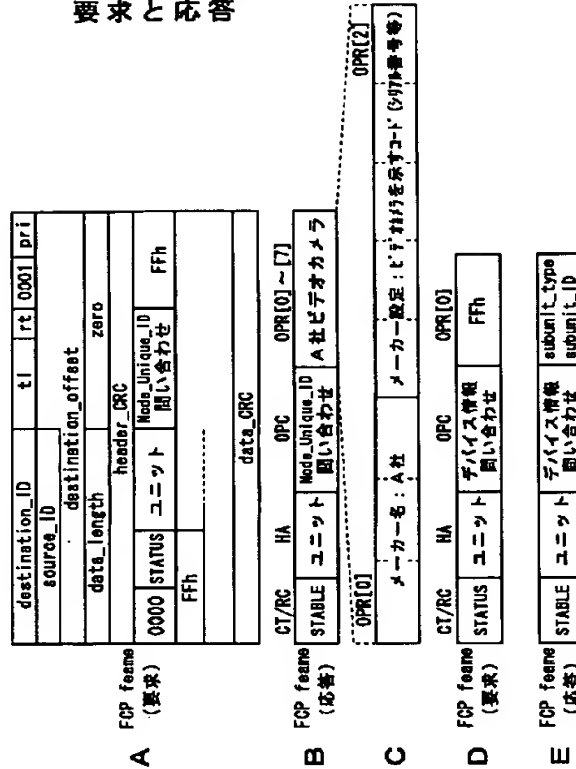 要求と応答
A
FCP feame
(要求)
destination_ID tl rt 0001 pri
source_ID
destination_offset
data_length zero
header_CRC
0000 STATUS ユニット Node_Unique_ID 問い合わせ FFh
FFh
data_CRC
CT/RC HA OPC OPR[0]～[7]
B
FCP feame
(応答)
STABLE ユニット Node_Unique_ID 問い合わせ A社ビデオカメラ
OPR[0] OPR[2]
C
メーカー名：A社 メーカー設定：ビデオカメラを示すコード(シリアル番号等)
CT/RC HA OPC OPR[0]
D
FCP feame
(要求)
STATUS ユニット デバイス情報 問い合わせ FFh
E
FCP feame
(応答)
STABLE ユニット デバイス情報 問い合わせ subunit_type subunit_ID